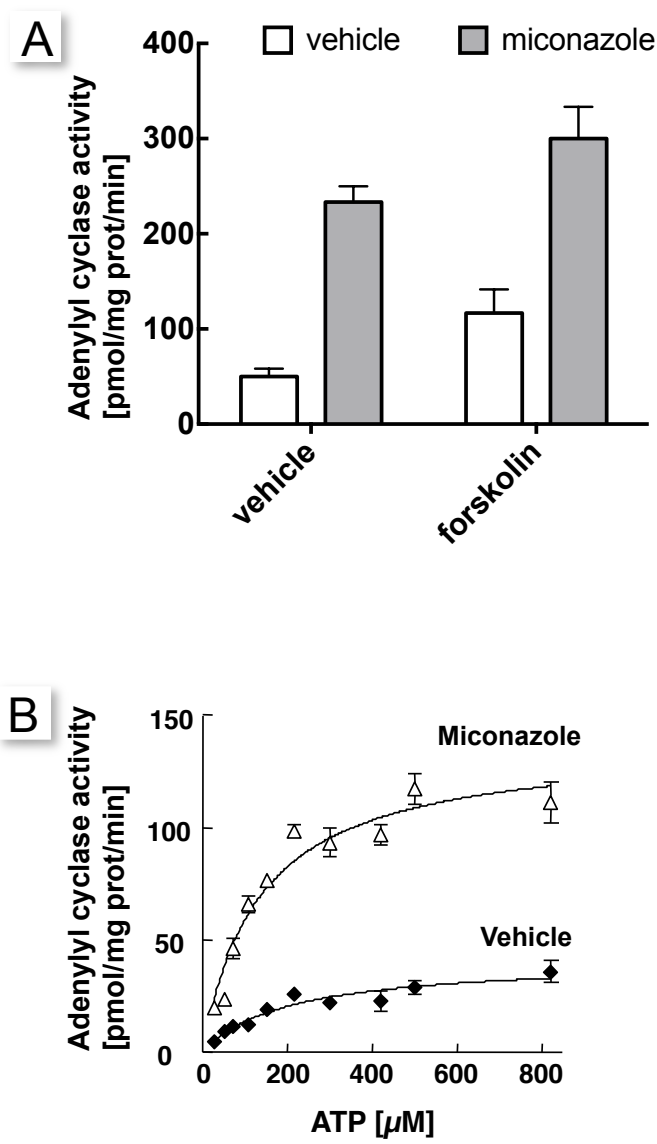 A
vehicle
miconazole
Adenylyl cyclase activity
[pmol/mg prot/min]
400
300
200
100
0
vehicle
forskolin
B
Adenylyl cyclase activity
[pmol/mg prot/min]
150
100
50
0
Miconazole
Vehicle
0 200 400 600 800
ATP [µM]